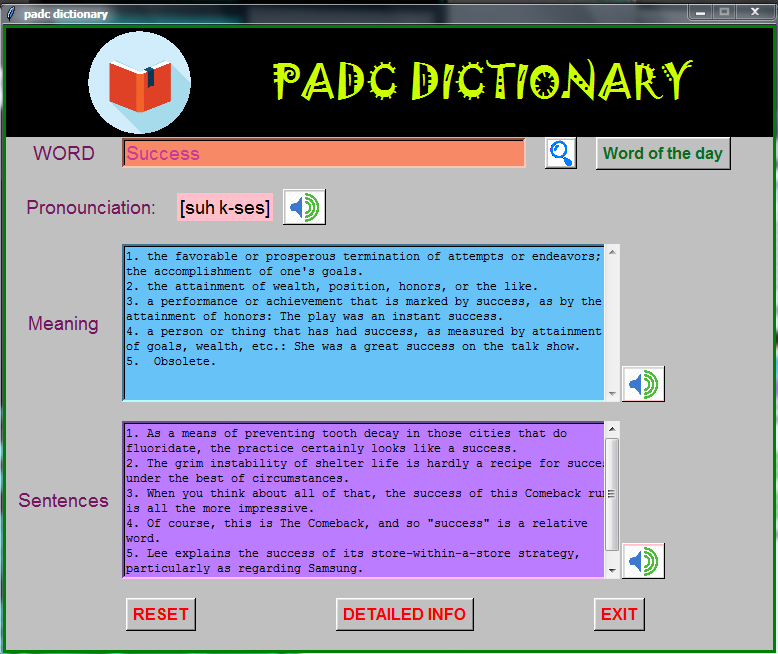 padc dictionary
PADC DICTIONARY
WORD
Success
Word of the day
Pronounciation:
[suh k-ses]
Meaning
1. the favorable or prosperous termination of attempts or endeavors;
the accomplishment of one's goals.
2. the attainment of wealth, position, honors, or the like.
3. a performance or achievement that is marked by success, as by the
attainment of honors: The play was an instant success.
4. a person or thing that has had success, as measured by attainment
of goals, wealth, etc.: She was a great success on the talk show.
5.  Obsolete.
Sentences
1. As a means of preventing tooth decay in those cities that do
fluoridate, the practice certainly looks like a success.
2. The grim instability of shelter life is hardly a recipe for succe
under the best of circumstances.
3. When you think about all of that, the success of this Comeback run
is all the more impressive.
4. Of course, this is The Comeback, and so "success" is a relative
word.
5. Lee explains the success of its store-within-a-store strategy,
particularly as regarding Samsung.
RESET
DETAILED INFO
EXIT